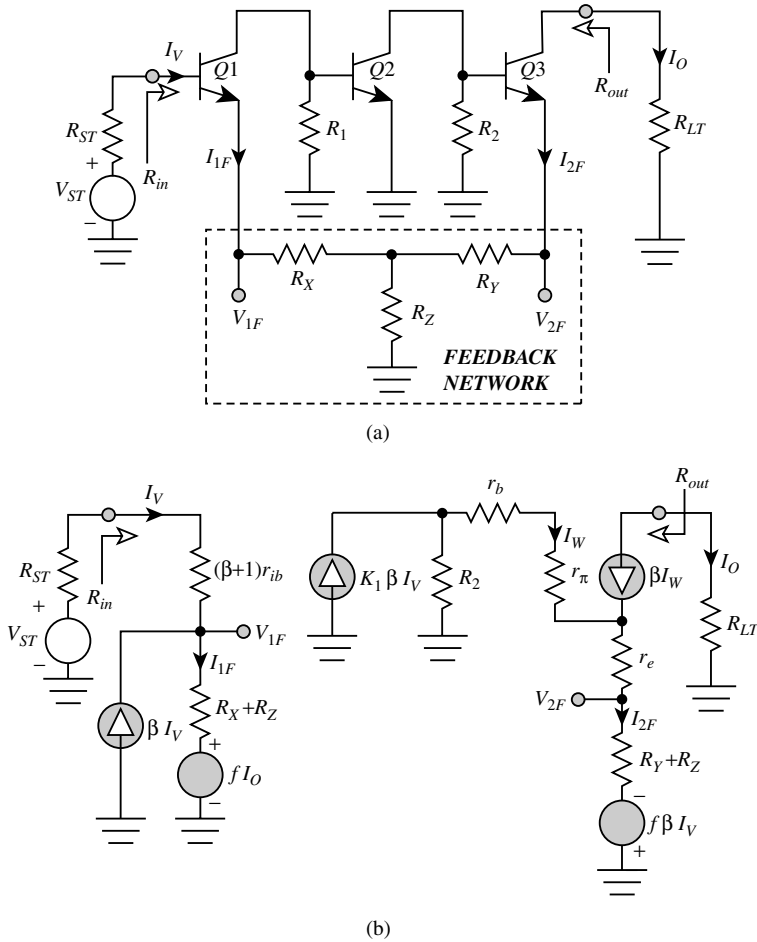 I_V
Q1
Q2
Q3
I_O
R_out
R_ST
+
V_ST
−
R_in
R_1
R_2
R_LT
I_1F
I_2F
R_X
R_Y
V_1F
R_Z
V_2F
FEEDBACK
NETWORK
(a)
I_V
r_b
R_out
R_ST
+
V_ST
−
R_in
(β+1)r_ib
V_1F
I_1F
R_X+R_Z
β I_V
+
f I_O
−
K_1 β I_V
R_2
I_W
r_π
βI_W
I_O
R_LT
r_e
V_2F
I_2F
R_Y+R_Z
−
f β I_V
+
(b)